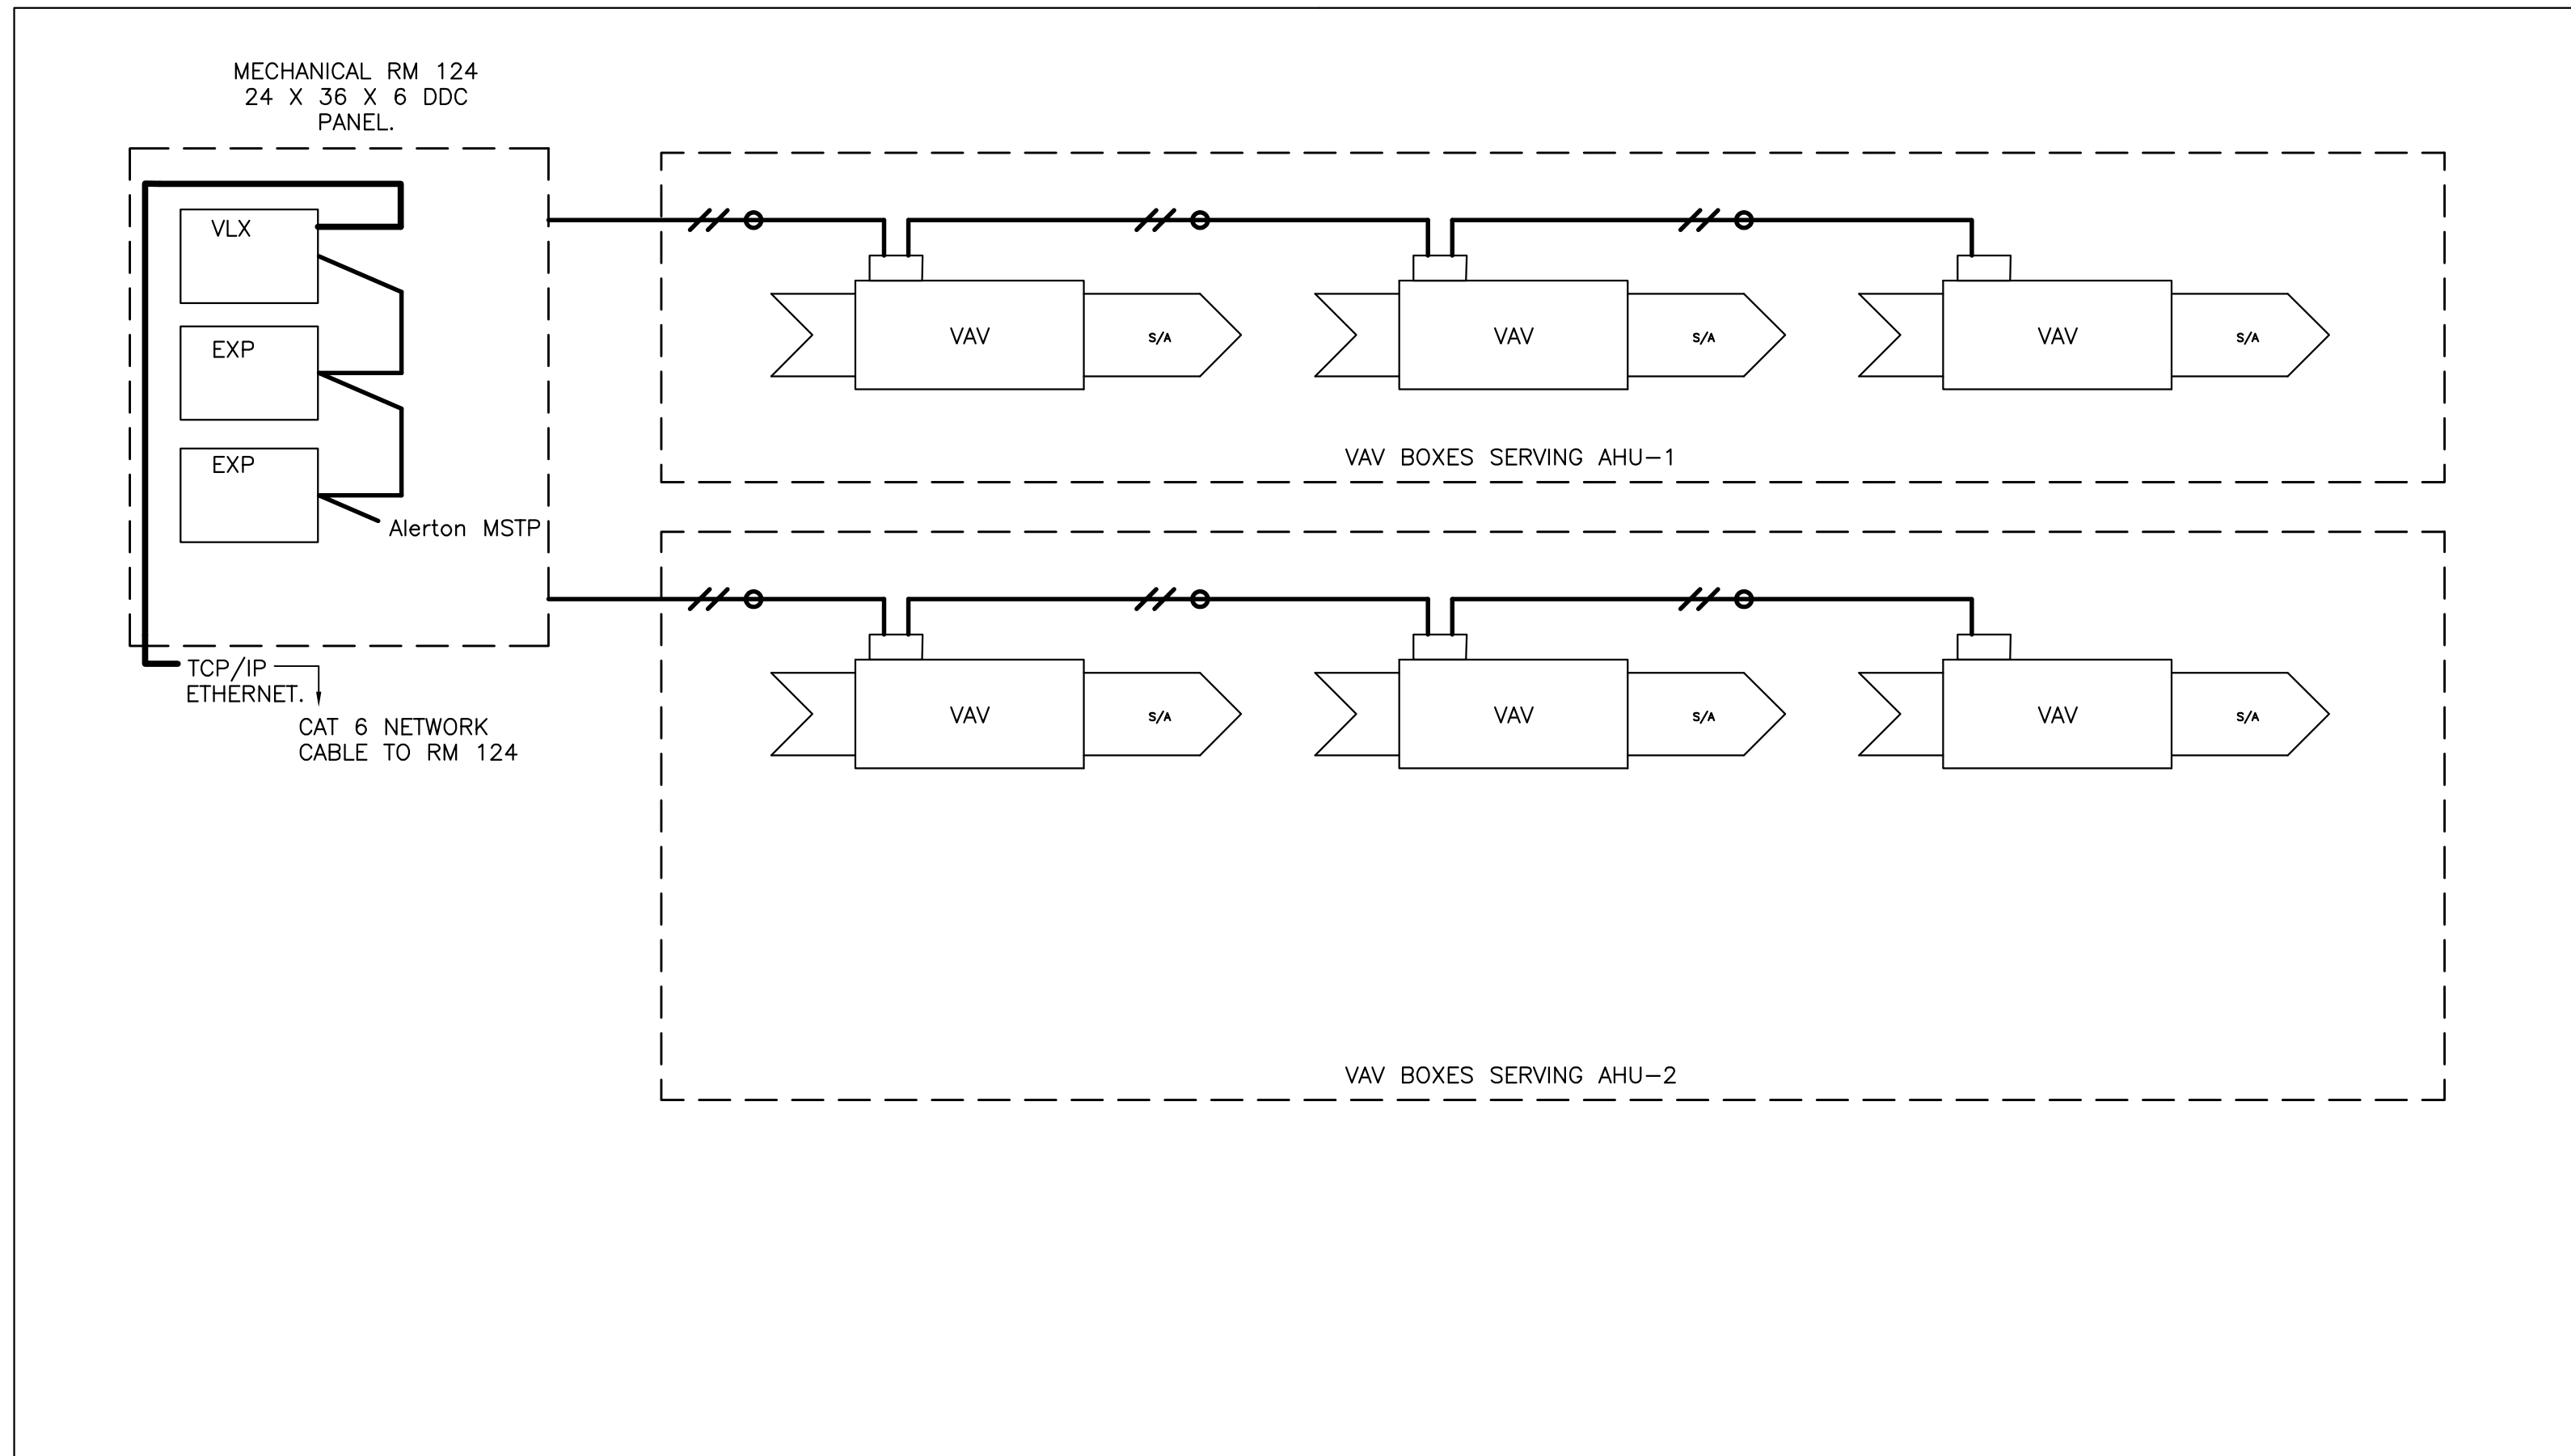 MECHANICAL RM 124
24 X 36 X 6 DDC
PANEL.
VLX
EXP
EXP
Alerton MSTP
TCP/IP
ETHERNET.
CAT 6 NETWORK
CABLE TO RM 124
VAV
S/A
VAV
S/A
VAV
S/A
VAV BOXES SERVING AHU-1
VAV
S/A
VAV
S/A
VAV
S/A
VAV BOXES SERVING AHU-2